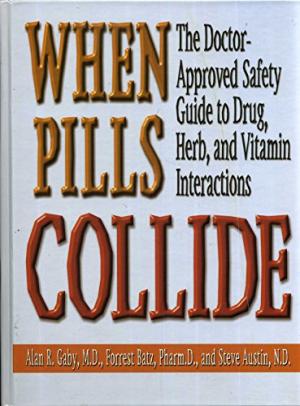 WHEN
PILLS
COLLIDE
The Doctor-
Approved Safety
Guide to Drug,
Herb, and Vitamin
Interactions
Alan R. Gaby, M.D., Forrest Batz, Pharm.D., and Steve Austin, N.D.